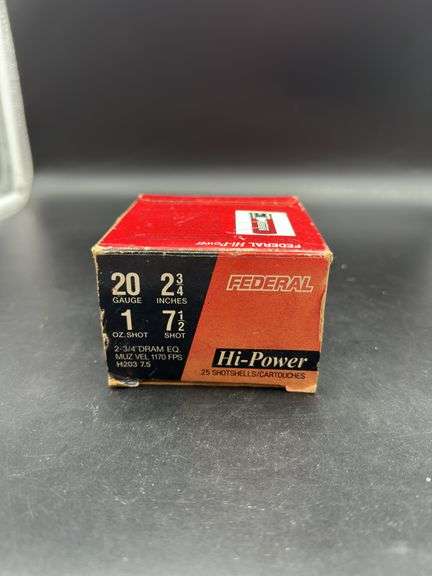 FEDERAL Hi-Power
20 2 3/4
GAUGE INCHES
1 7 1/2
OZ. SHOT SHOT
2-3/4 DRAM EQ.
MUZ VEL 1170 FPS
H203 7.5
FEDERAL
Hi-Power
25 SHOTSHELLS/CARTOUCHES